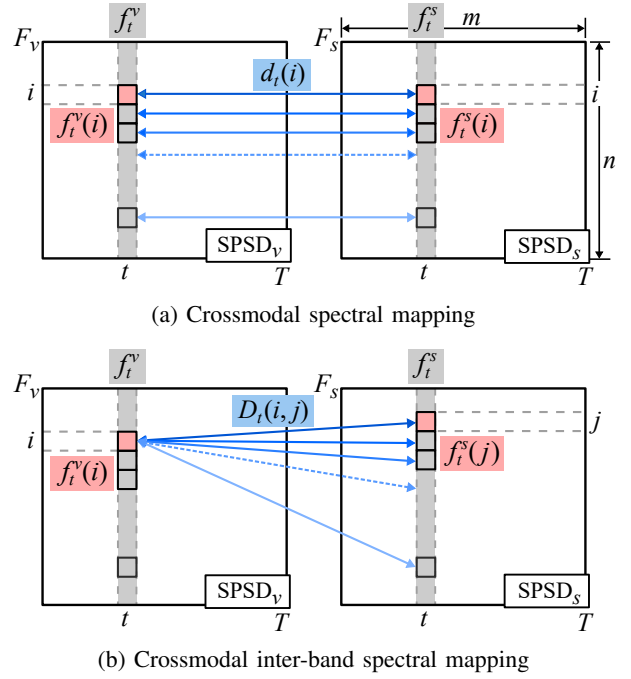 f_t^v f_t^s m
F_v F_s
d_t(i)
i i
f_t^v(i) f_t^s(i)
n
SPSD_v SPSD_s
t T t T
(a) Crossmodal spectral mapping
f_t^v f_t^s
F_v F_s
D_t(i, j)
i j
f_t^v(i) f_t^s(j)
SPSD_v SPSD_s
t T t T
(b) Crossmodal inter-band spectral mapping